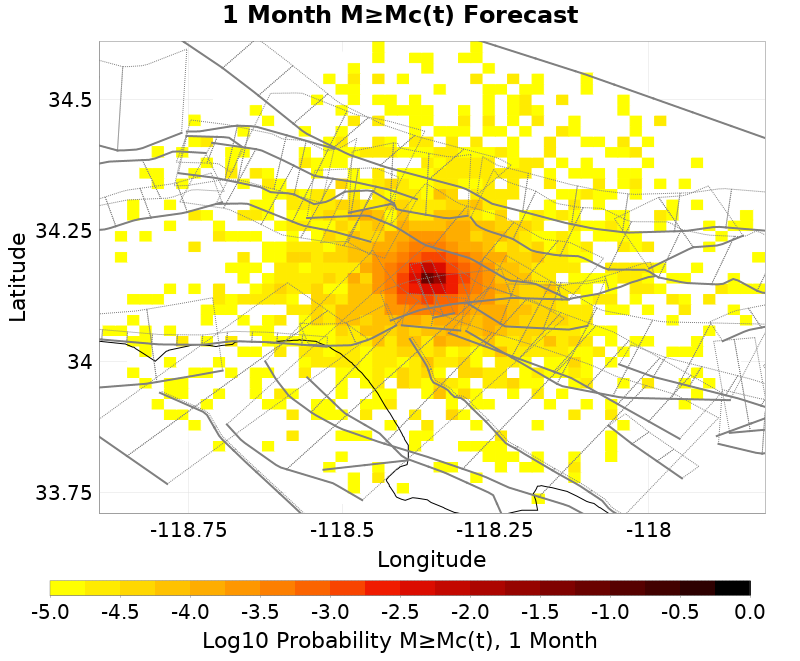 1 Month M≥Mc(t) Forecast
34.5
34.25
34
33.75
Latitude
-118.75 -118.5 -118.25 -118
Longitude
-5.0 -4.5 -4.0 -3.5 -3.0 -2.5 -2.0 -1.5 -1.0 -0.5 0.0
Log10 Probability M≥Mc(t), 1 Month